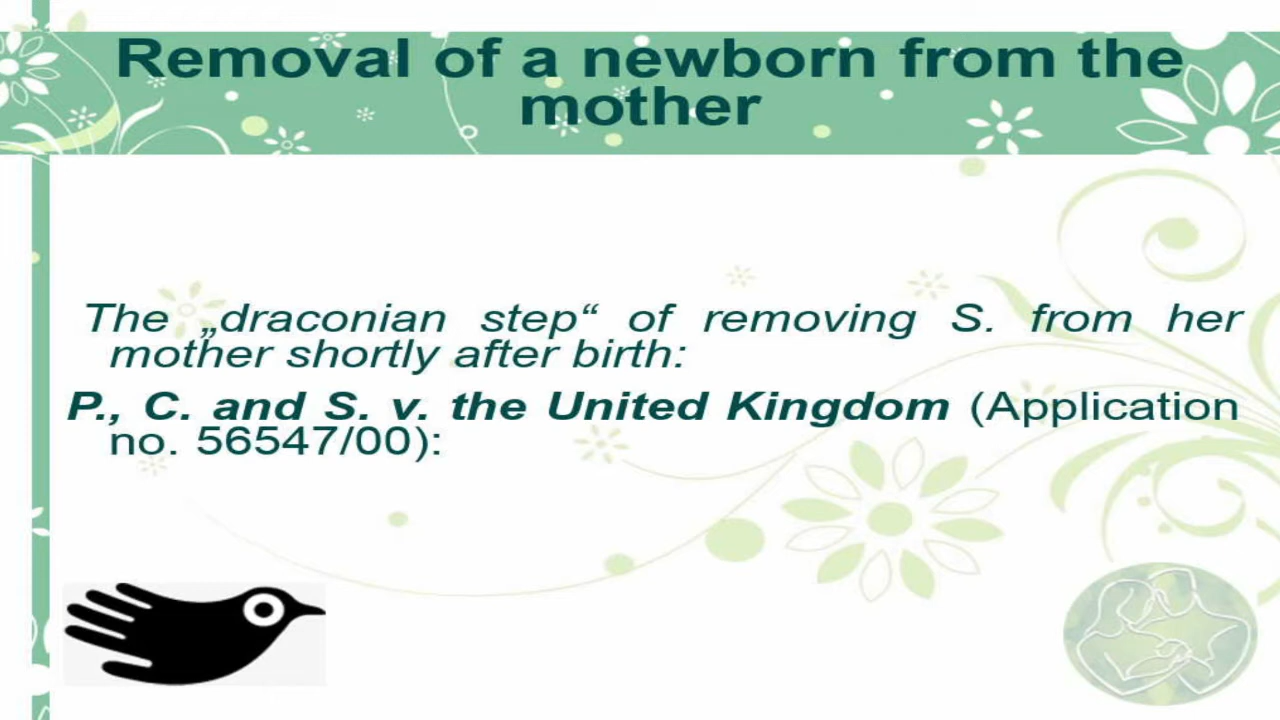 Removal of a newborn from the
mother
The „draconian step“ of removing S. from her
mother shortly after birth:
P., C. and S. v. the United Kingdom (Application
no. 56547/00):